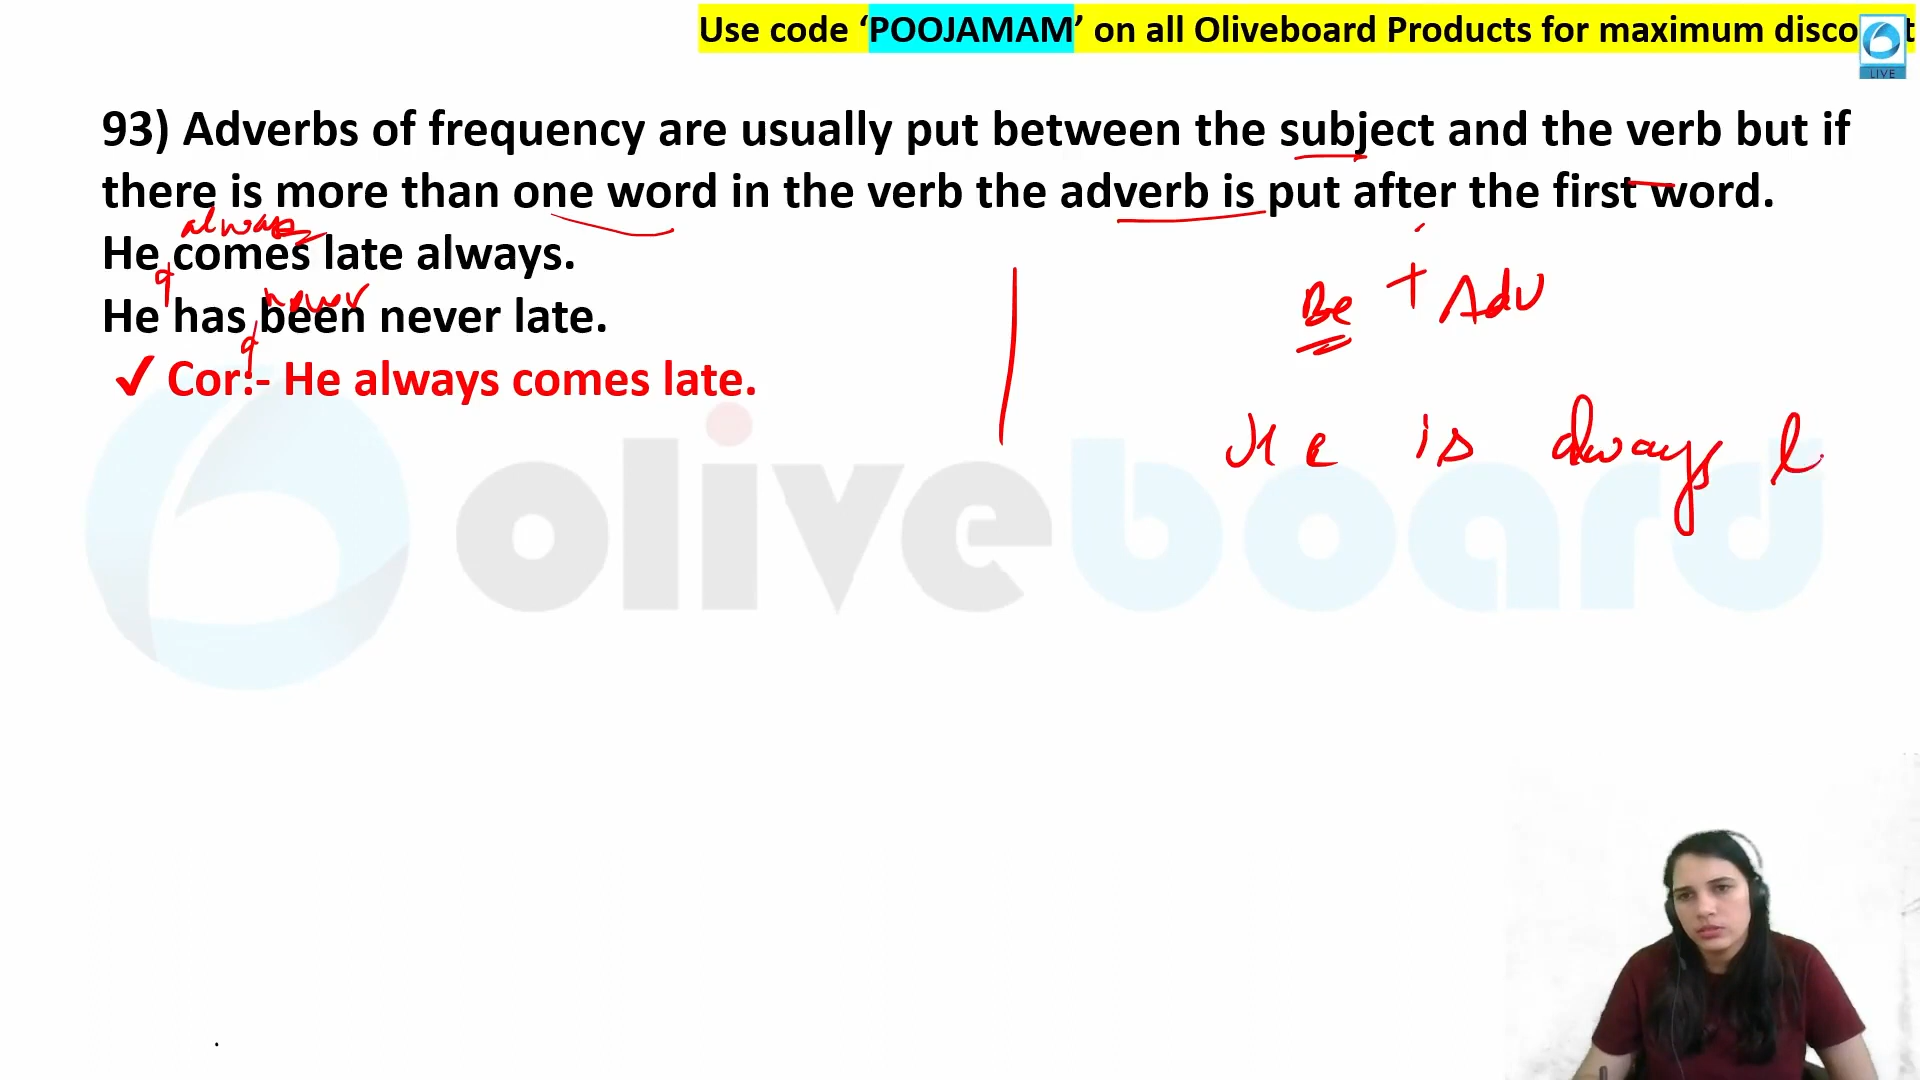 Use code ‘POOJAMAM’ on all Oliveboard Products for maximum disco t
LIVE
93) Adverbs of frequency are usually put between the subject and the verb but if
there is more than one word in the verb the adverb is put after the first word.
always
He comes late always.
never
He has been never late.
✔ Cor:- He always comes late.
Be + Adv
He is always l
oliveboard